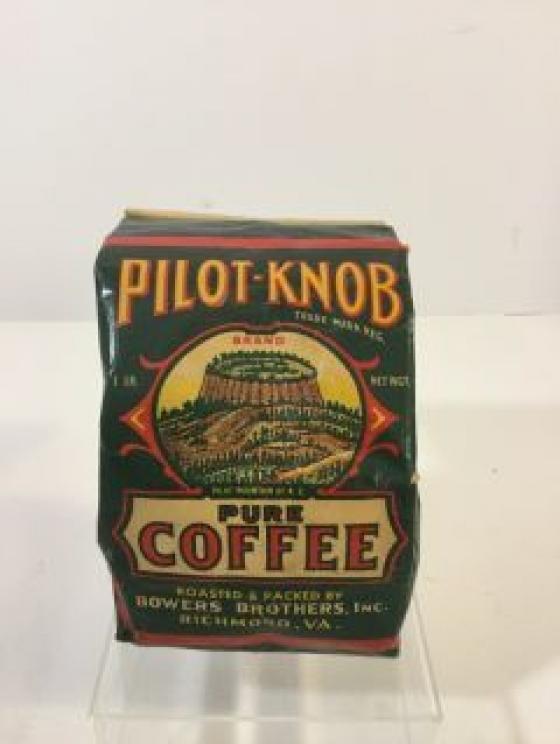 PILOT-KNOB
TRADE MARK REG.
BRAND
1 LB.
NET WGT.
PURE
COFFEE
ROASTED & PACKED BY
BOWERS BROTHERS, INC.
RICHMOND, VA.